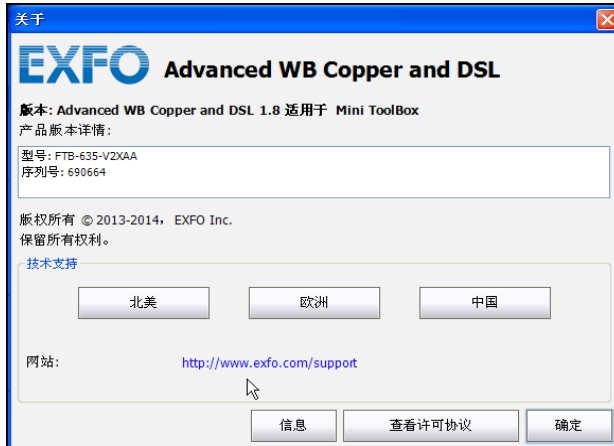 关于
EXFO Advanced WB Copper and DSL
版本: Advanced WB Copper and DSL 1.8 适用于 Mini ToolBox
产品版本详情:
型号: FTB-635-V2XAA
序列号: 690664
版权所有 © 2013-2014， EXFO Inc.
保留所有权利。
技术支持
北美 欧洲 中国
网站: http://www.exfo.com/support
信息 查看许可协议 确定